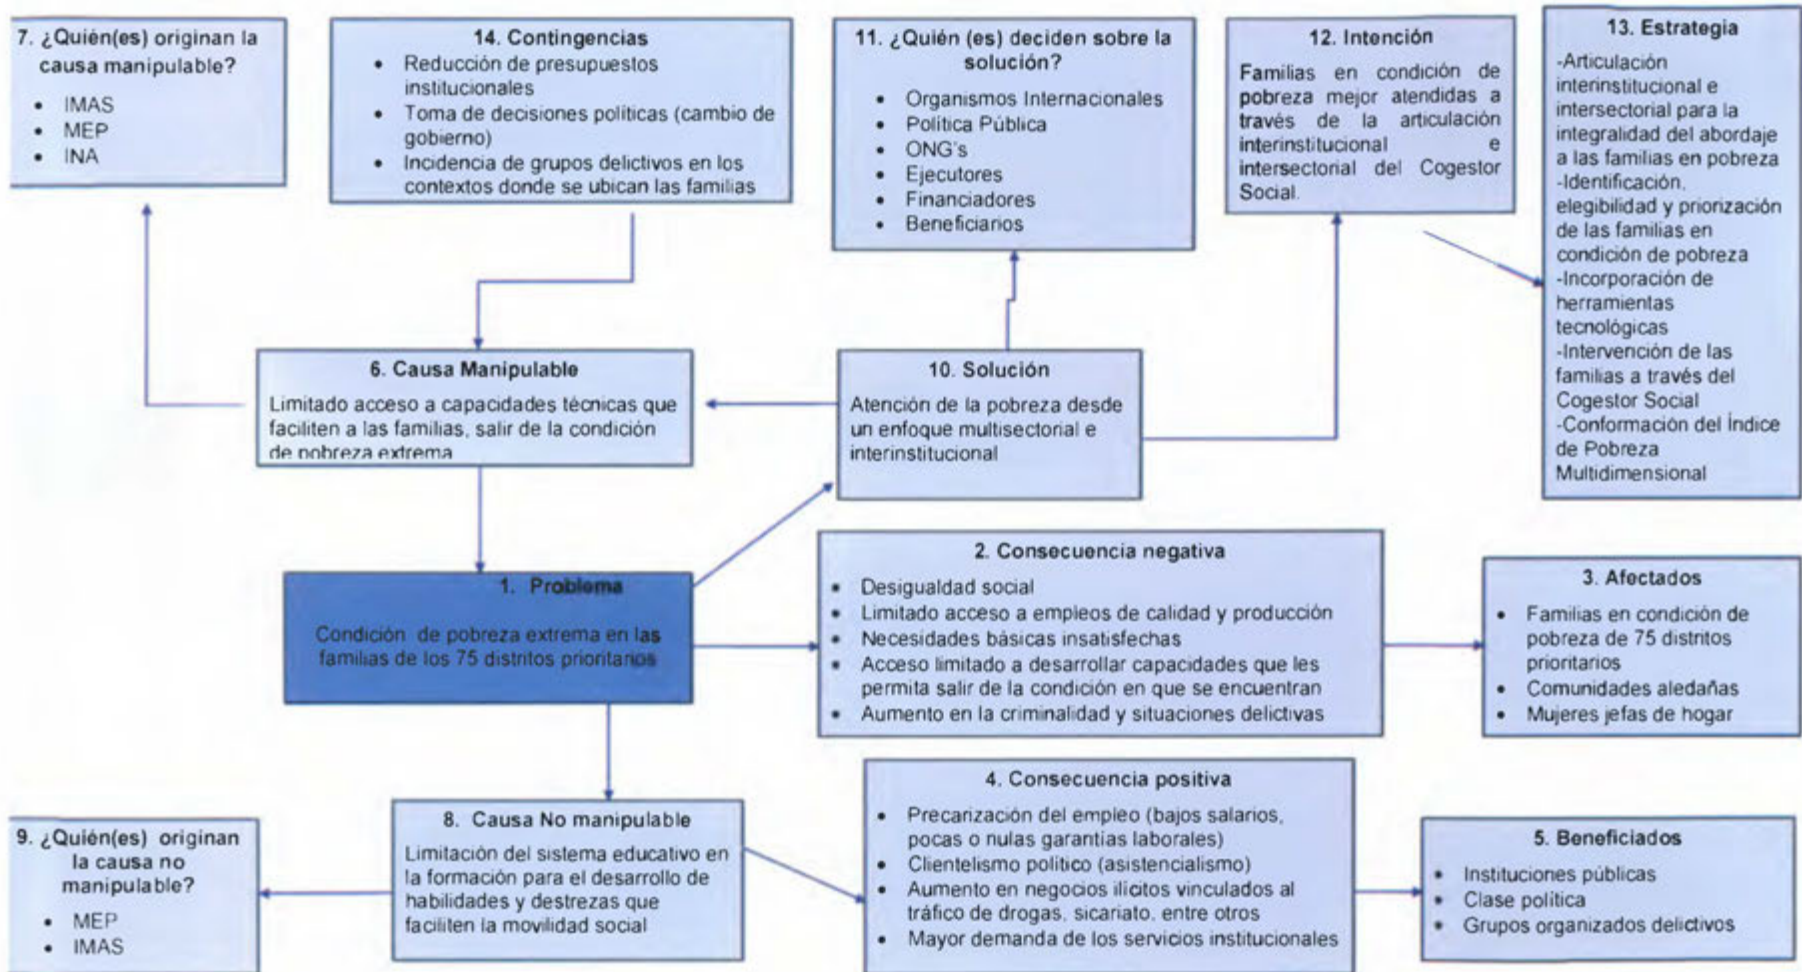 7. ¿Quién(es) originan la
causa manipulable?
• IMAS
• MEP
• INA
14. Contingencias
• Reducción de presupuestos
institucionales
• Toma de decisiones políticas (cambio de
gobierno)
• Incidencia de grupos delictivos en los
contextos donde se ubican las familias
11. ¿Quién (es) deciden sobre la
solución?
• Organismos Internacionales
• Política Pública
• ONG's
• Ejecutores
• Financiadores
• Beneficiarios
12. Intención
Familias en condición de
pobreza mejor atendidas a
través de la articulación
interinstitucional e
intersectorial del Cogestor
Social.
13. Estrategia
-Articulación
interinstitucional e
intersectorial para la
integralidad del abordaje
a las familias en pobreza
-Identificación,
elegibilidad y priorización
de las familias en
condición de pobreza
-Incorporación de
herramientas
tecnológicas
-Intervención de las
familias a través del
Cogestor Social
-Conformación del Índice
de Pobreza
Multidimensional
6. Causa Manipulable
Limitado acceso a capacidades técnicas que
faciliten a las familias, salir de la condición
de pobreza extrema
10. Solución
Atención de la pobreza desde
un enfoque multisectorial e
interinstitucional
1. Problema
Condición de pobreza extrema en las
familias de los 75 distritos prioritarios
2. Consecuencia negativa
• Desigualdad social
• Limitado acceso a empleos de calidad y producción
• Necesidades básicas insatisfechas
• Acceso limitado a desarrollar capacidades que les
permita salir de la condición en que se encuentran
• Aumento en la criminalidad y situaciones delictivas
3. Afectados
• Familias en condición de
pobreza de 75 distritos
prioritarios
• Comunidades aledañas
• Mujeres jefas de hogar
8. Causa No manipulable
Limitación del sistema educativo en
la formación para el desarrollo de
habilidades y destrezas que
faciliten la movilidad social
9. ¿Quién(es) originan
la causa no
manipulable?
• MEP
• IMAS
4. Consecuencia positiva
• Precarización del empleo (bajos salarios,
pocas o nulas garantías laborales)
• Clientelismo político (asistencialismo)
• Aumento en negocios ilícitos vinculados al
tráfico de drogas, sicariato, entre otros
• Mayor demanda de los servicios institucionales
5. Beneficiados
• Instituciones públicas
• Clase política
• Grupos organizados delictivos